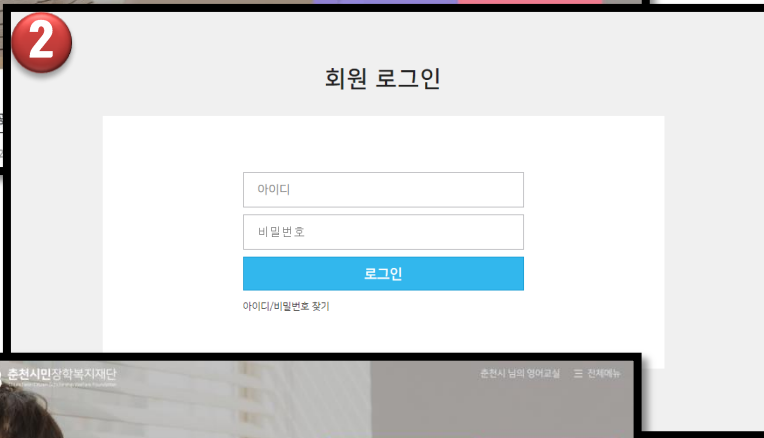 2
회원 로그인
아이디
비밀번호
로그인
아이디/비밀번호 찾기
춘천시민장학복지재단
춘천시 님의 영어교실 전체메뉴